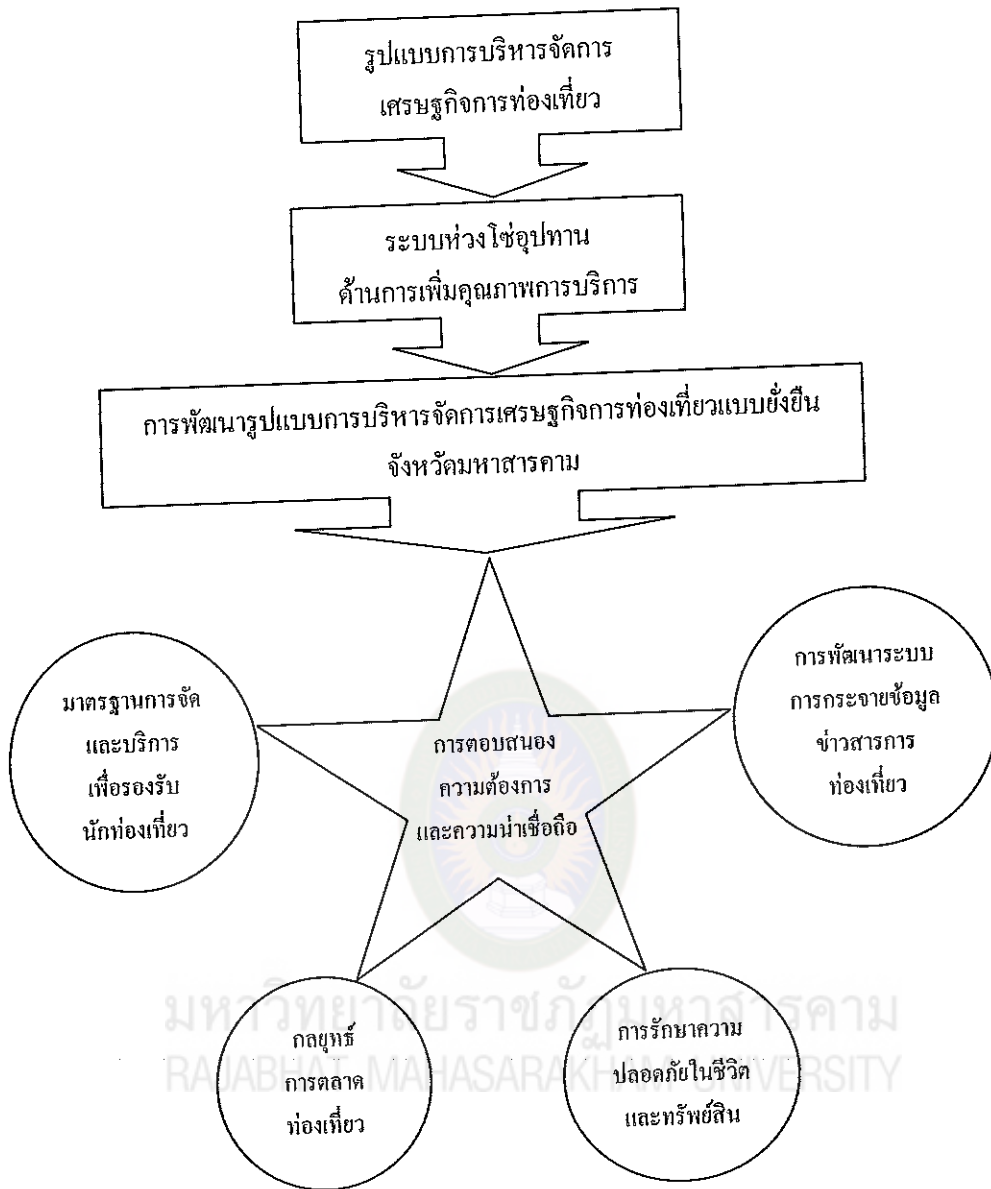 รูปแบบการบริหารจัดการ
เศรษฐกิจการท่องเที่ยว
ระบบห่วงโซ่อุปทาน
ด้านการเพิ่มคุณภาพการบริการ
การพัฒนารูปแบบการบริหารจัดการเศรษฐกิจการท่องเที่ยวแบบยั่งยืน
จังหวัดมหาสารคาม
มาตรฐานการจัด
และบริการ
เพื่อรองรับ
นักท่องเที่ยว
การตอบสนอง
ความต้องการ
และความน่าเชื่อถือ
การพัฒนาระบบ
การกระจายข้อมูล
ข่าวสารการ
ท่องเที่ยว
กลยุทธ์
การตลาด
ท่องเที่ยว
การรักษาความ
ปลอดภัยในชีวิต
และทรัพย์สิน
มหาวิทยาลัยราชภัฏมหาสารคาม
RAJABHAT MAHASARAKHAM UNIVERSITY